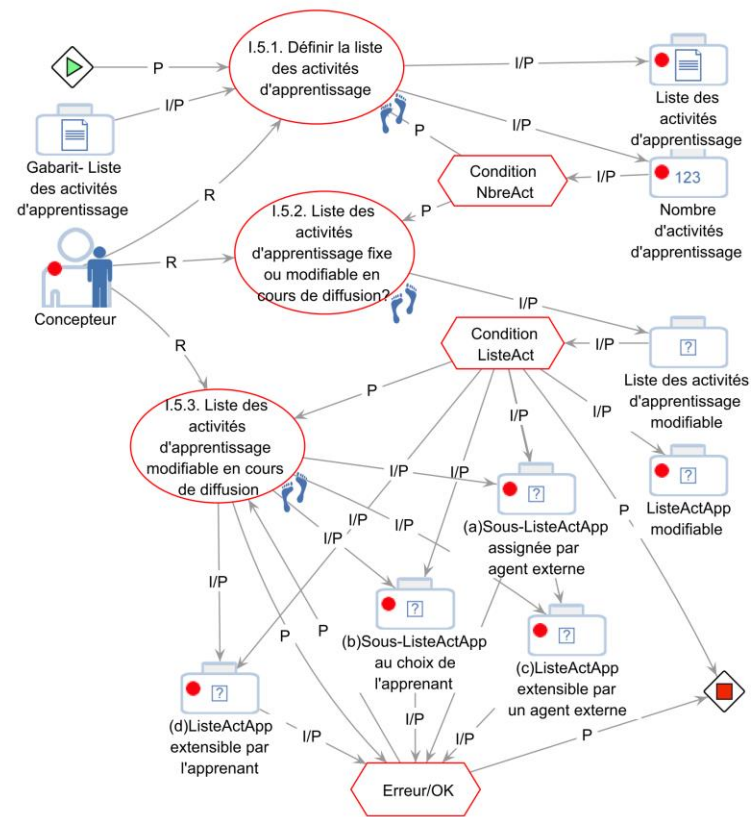 I.5.1. Définir la liste
des activités
d'apprentissage
P
I/P
Liste des
activités
d'apprentissage
I/P
I/P
P
Gabarit- Liste
des activités
d'apprentissage
Condition
NbreAct
I/P
123
Nombre
d'activités
d'apprentissage
R
P
I.5.2. Liste des
activités
d'apprentissage fixe
ou modifiable en
cours de diffusion?
R
Concepteur
I/P
Condition
ListeAct
I/P
?
Liste des activités
d'apprentissage
modifiable
R
P
I/P
I/P
I.5.3. Liste des
activités
d'apprentissage
modifiable en cours
de diffusion
I/P
I/P
?
ListeActApp
modifiable
?
(a)Sous-ListeActApp
assignée par
agent externe
P
I/P
I/P
I/P
I/P
?
(b)Sous-ListeActApp
au choix de
l'apprenant
?
(c)ListeActApp
extensible par
un agent externe
P
P
?
(d)ListeActApp
extensible par
l'apprenant
I/P
I/P
I/P
P
Erreur/OK